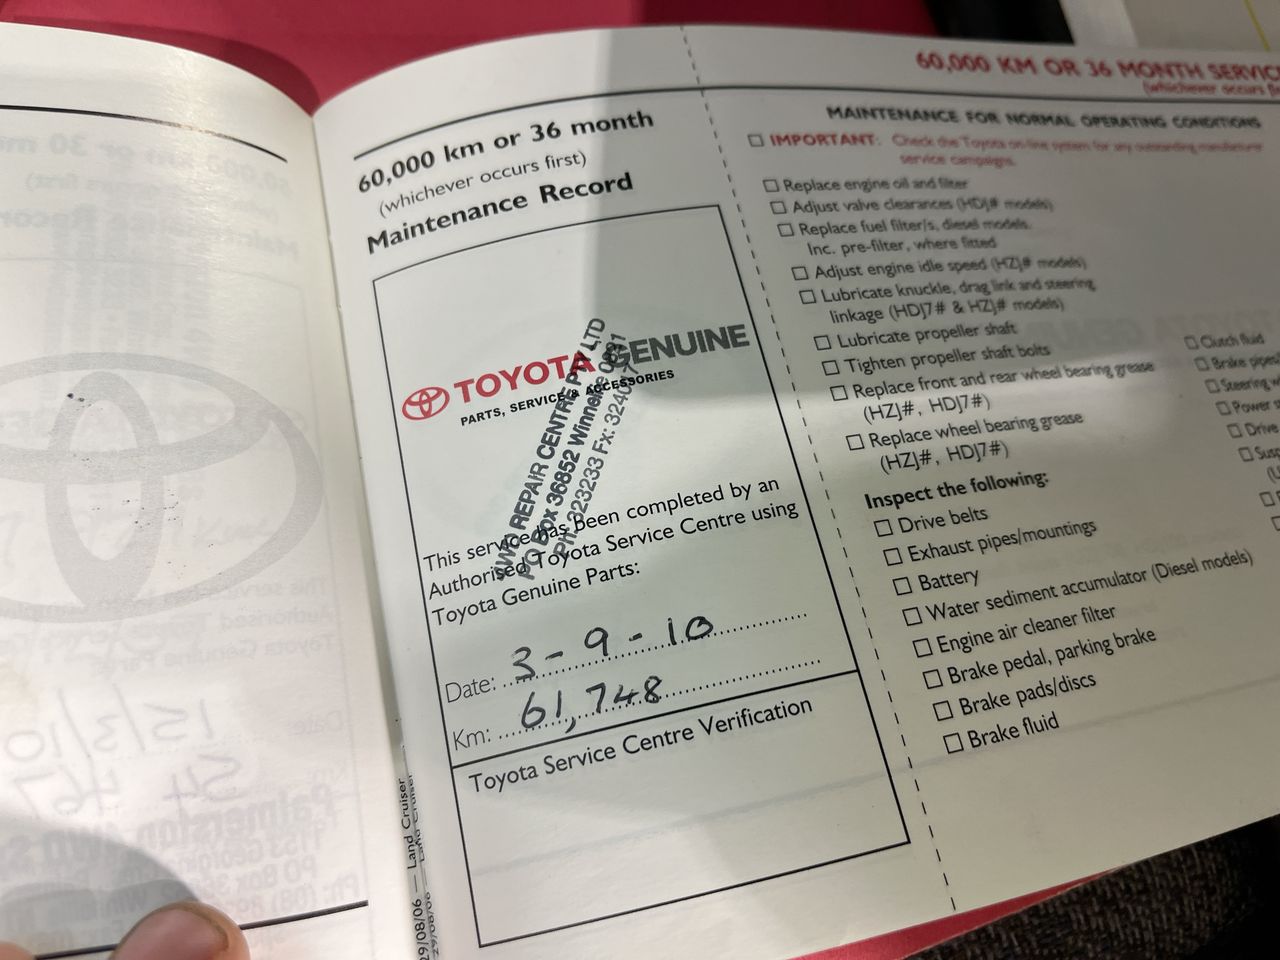 60,000 km or 36 month
(whichever occurs first)
Maintenance Record
TOYOTA GENUINE
PARTS, SERVICE & ACCESSORIES
4WD REPAIR CENTRE PTY LTD
PO Box 36852 Winnellie
Ph: 323233 Fx:
This service has been completed by an
Authorised Toyota Service Centre using
Toyota Genuine Parts:
Date: 3-9-10
Km: 61,748
Toyota Service Centre Verification
29/08/06 — Land Cruiser
60,000 KM OR 36 MONTH SERVICE
MAINTENANCE FOR NORMAL OPERATING CONDITIONS
IMPORTANT: Check the Toyota on-line system for any outstanding manufacturer
service campaigns.
Replace engine oil and filter
Adjust valve clearances (HDJ# models)
Replace fuel filter/s, diesel models.
Inc. pre-filter, where fitted
Adjust engine idle speed (HZJ# models)
Lubricate knuckle, drag link and steering
linkage (HDJ7# & HZJ# models)
Lubricate propeller shaft
Tighten propeller shaft bolts
Replace front and rear wheel bearing grease
(HZJ#, HDJ7#)
Replace wheel bearing grease
(HZJ#, HDJ7#)
Inspect the following:
Drive belts
Exhaust pipes/mountings
Battery
Water sediment accumulator (Diesel models)
Engine air cleaner filter
Brake pedal, parking brake
Brake pads/discs
Brake fluid
Clutch fluid
Brake pipes
Steering
Power
Drive